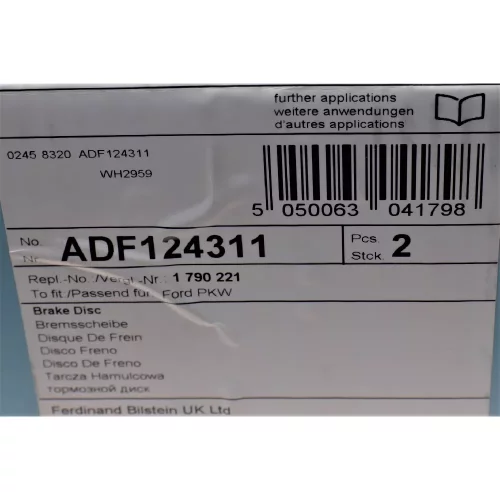 further applications
weitere anwendungen
d'autres applications
0245 8320 ADF124311
WH2959
5 050063 041798
No. Nr. ADF124311
Pcs. Stck. 2
Repl.-No./Vergl.-Nr.: 1 790 221
To fit /Passend für: Ford PKW
Brake Disc
Bremsscheibe
Disque De Frein
Disco Freno
Disco De Freno
Tarcza Hamulcowa
тормозной диск
Ferdinand Bilstein UK Ltd